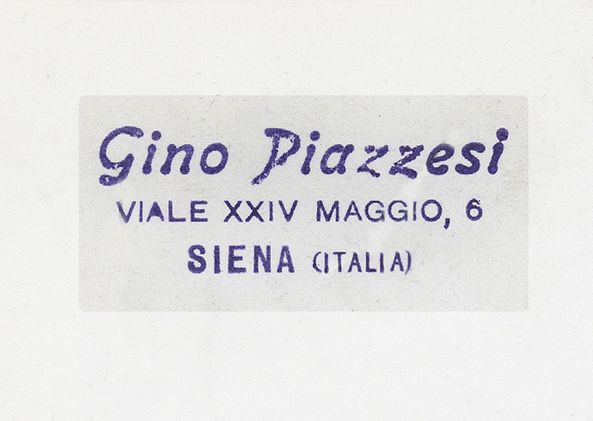 Gino Piazzesi
VIALE XXIV MAGGIO, 6
SIENA (ITALIA)